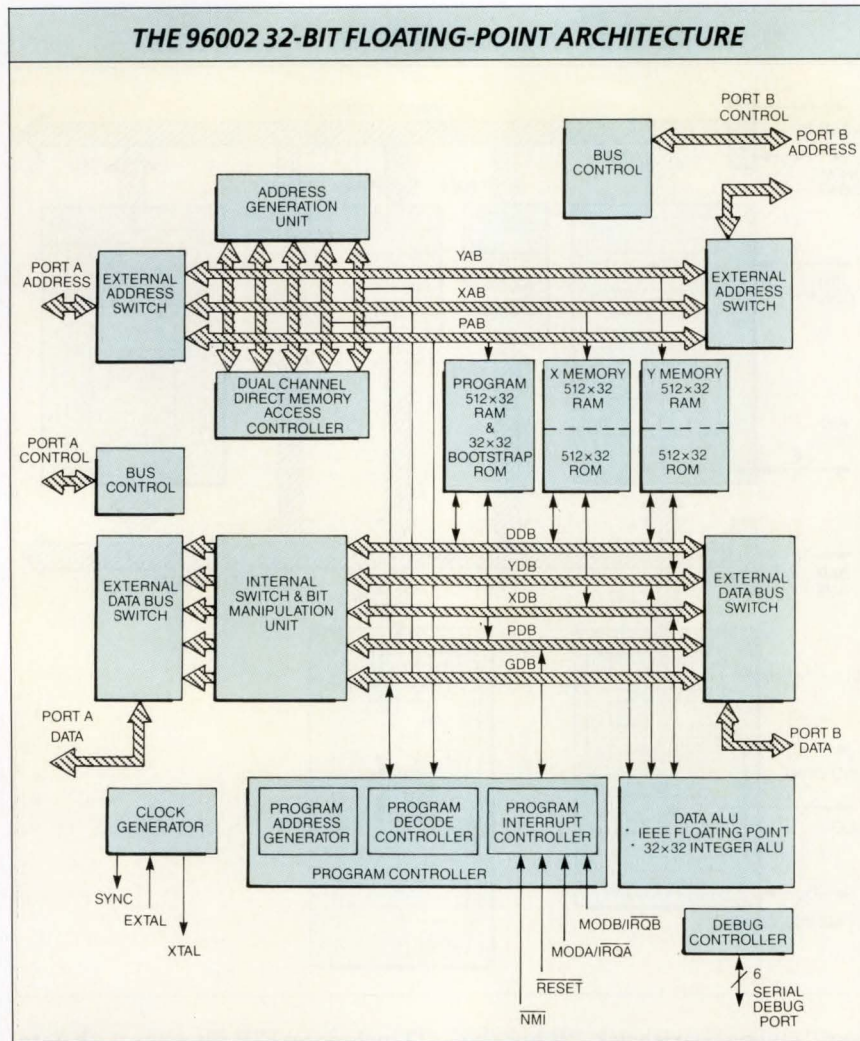 THE 96002 32-BIT FLOATING-POINT ARCHITECTURE
PORT B
CONTROL
PORT B
ADDRESS
BUS
CONTROL
ADDRESS
GENERATION
UNIT
PORT A
ADDRESS
EXTERNAL
ADDRESS
SWITCH
YAB
XAB
PAB
EXTERNAL
ADDRESS
SWITCH
DUAL CHANNEL
DIRECT MEMORY
ACCESS
CONTROLLER
PROGRAM
512×32
RAM
&
32×32
BOOTSTRAP
ROM
X MEMORY
512×32
RAM
512×32
ROM
Y MEMORY
512×32
RAM
512×32
ROM
PORT A
CONTROL
BUS
CONTROL
EXTERNAL
DATA BUS
SWITCH
INTERNAL
SWITCH & BIT
MANIPULATION
UNIT
DDB
YDB
XDB
PDB
GDB
EXTERNAL
DATA BUS
SWITCH
PORT A
DATA
PORT B
DATA
CLOCK
GENERATOR
SYNC
EXTAL
XTAL
PROGRAM
ADDRESS
GENERATOR
PROGRAM
DECODE
CONTROLLER
PROGRAM
INTERRUPT
CONTROLLER
PROGRAM CONTROLLER
DATA ALU
* IEEE FLOATING POINT
* 32×32 INTEGER ALU
MODB/IRQB
MODA/IRQA
RESET
NMI
DEBUG
CONTROLLER
6
SERIAL
DEBUG
PORT